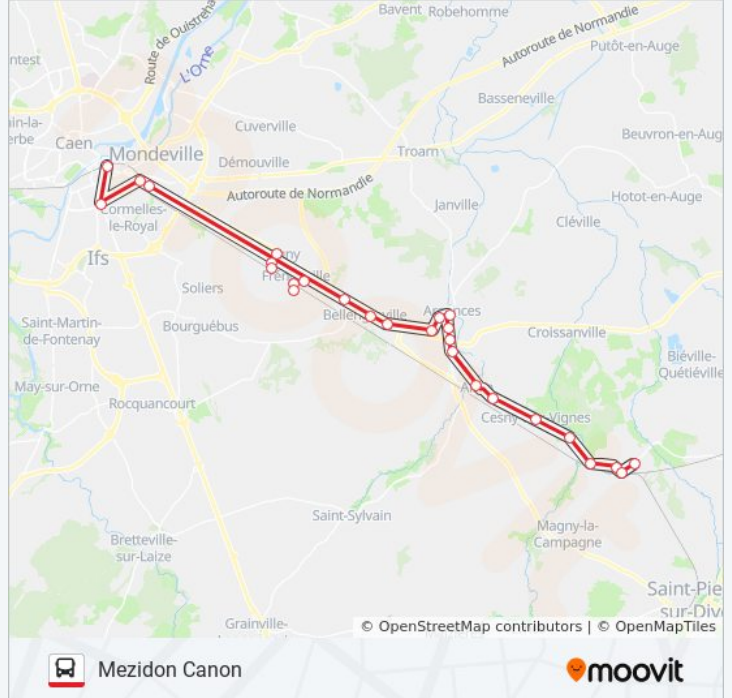 Bavent
Robehomme
Route de Ouistreha
Autoroute de Normandie
Putôt-en-Auge
L'Orne
ntest
Basseneville
ain-la-
erbe
Cuverville
Caen
Mondeville
Troarn
Beuvron-en-Aug
Démouville
Autoroute de Normandie
Janville
Hotot-en-Auge
Cormelles-
le-Royal
Cléville
Ifs
Soliers
Saint-Martin-
de-Fontenay
Bourguébus
Croissanville
Biéville-
Quétiéville
May-sur-Orne
Rocquancourt
Cesny
Vignes
Saint-Sylvain
Magny-la-
Campagne
Bretteville-
sur-Laize
Saint-Pie
sur-Dive
Grainville-
© OpenStreetMap contributors | © OpenMapTiles
Mezidon Canon
moovit